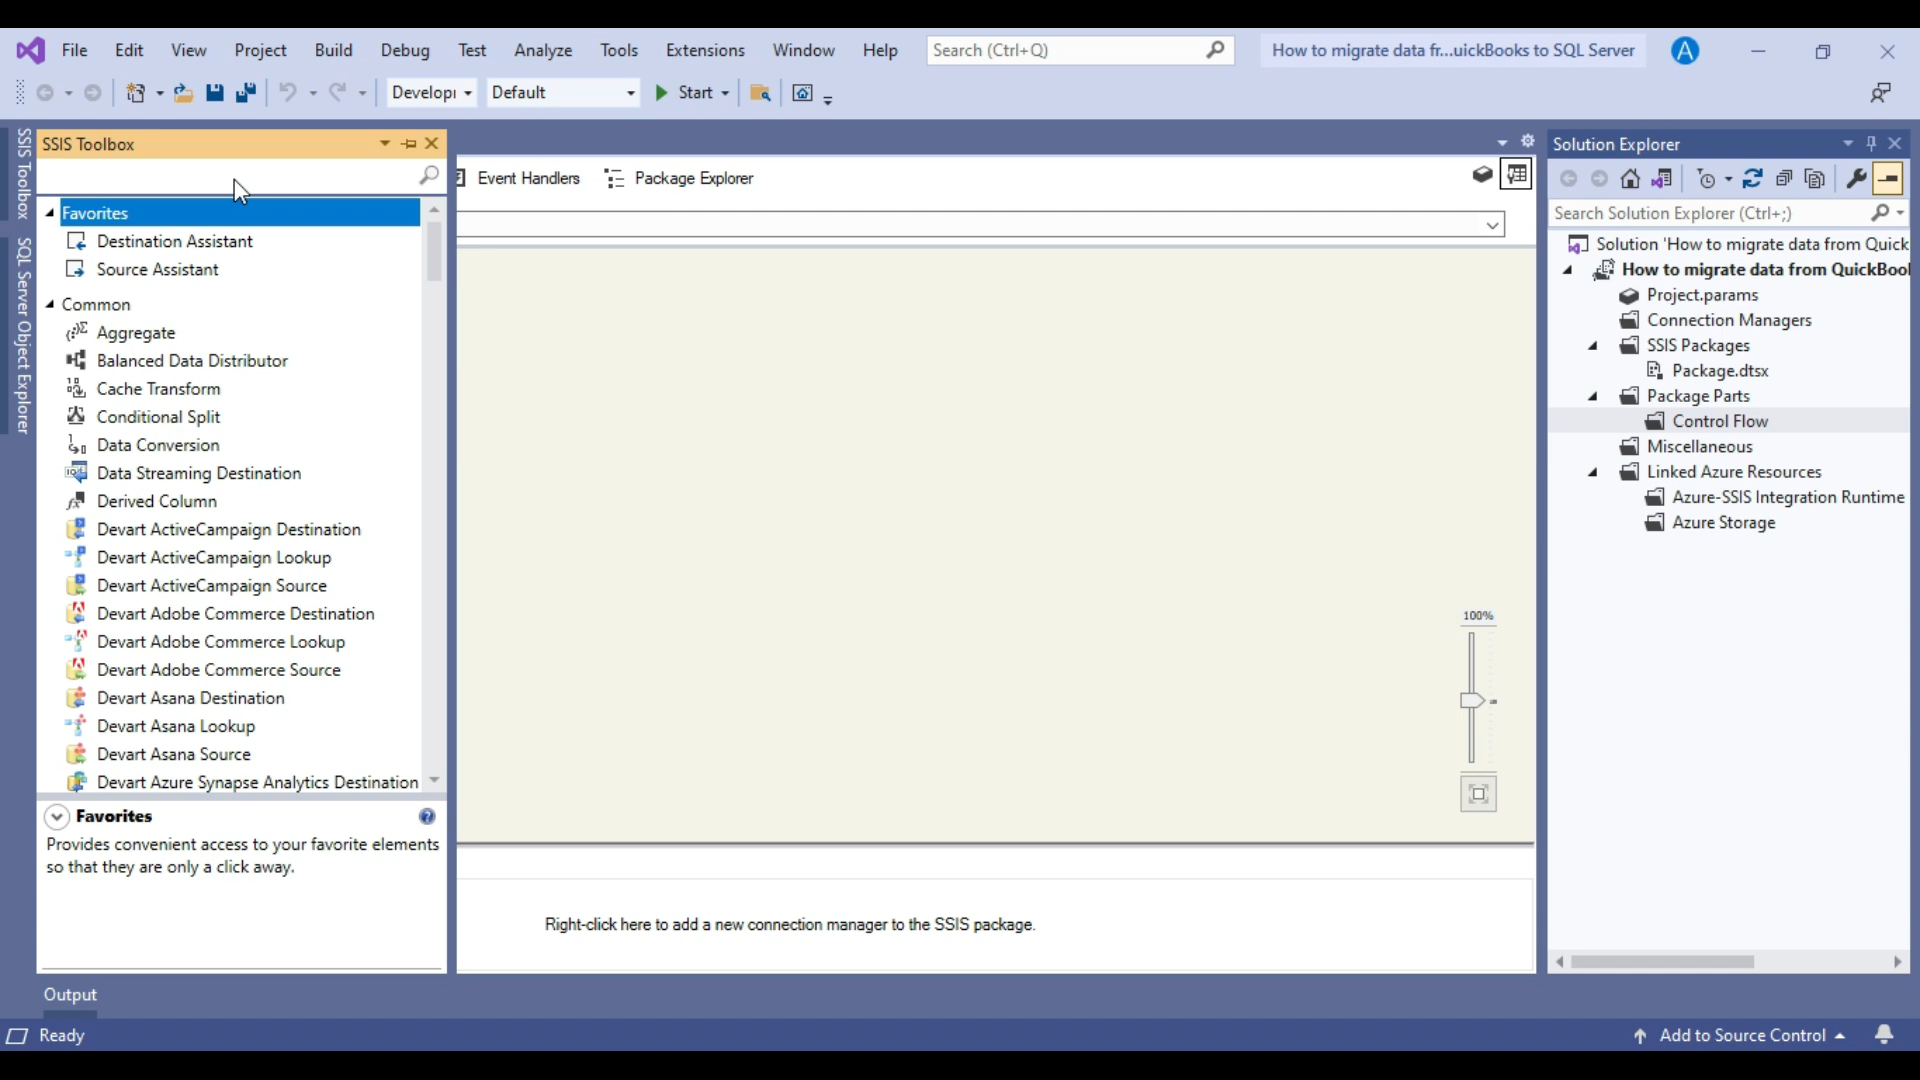 File Edit View Project Build Debug Test Analyze Tools Extensions Window Help Search (Ctrl+Q) How to migrate data fr...uickBooks to SQL Server A
Developi Default Start
SSIS Toolbox
SQL Server Object Explorer
SSIS Toolbox
Favorites
Destination Assistant
Source Assistant
Common
Aggregate
Balanced Data Distributor
Cache Transform
Conditional Split
Data Conversion
Data Streaming Destination
Derived Column
Devart ActiveCampaign Destination
Devart ActiveCampaign Lookup
Devart ActiveCampaign Source
Devart Adobe Commerce Destination
Devart Adobe Commerce Lookup
Devart Adobe Commerce Source
Devart Asana Destination
Devart Asana Lookup
Devart Asana Source
Devart Azure Synapse Analytics Destination
Favorites
Provides convenient access to your favorite elements
so that they are only a click away.
Event Handlers Package Explorer
100%
Right-click here to add a new connection manager to the SSIS package.
Solution Explorer
Search Solution Explorer (Ctrl+;)
Solution 'How to migrate data from Quick
How to migrate data from QuickBool
Project.params
Connection Managers
SSIS Packages
Package.dtsx
Package Parts
Control Flow
Miscellaneous
Linked Azure Resources
Azure-SSIS Integration Runtime
Azure Storage
Output
Ready Add to Source Control